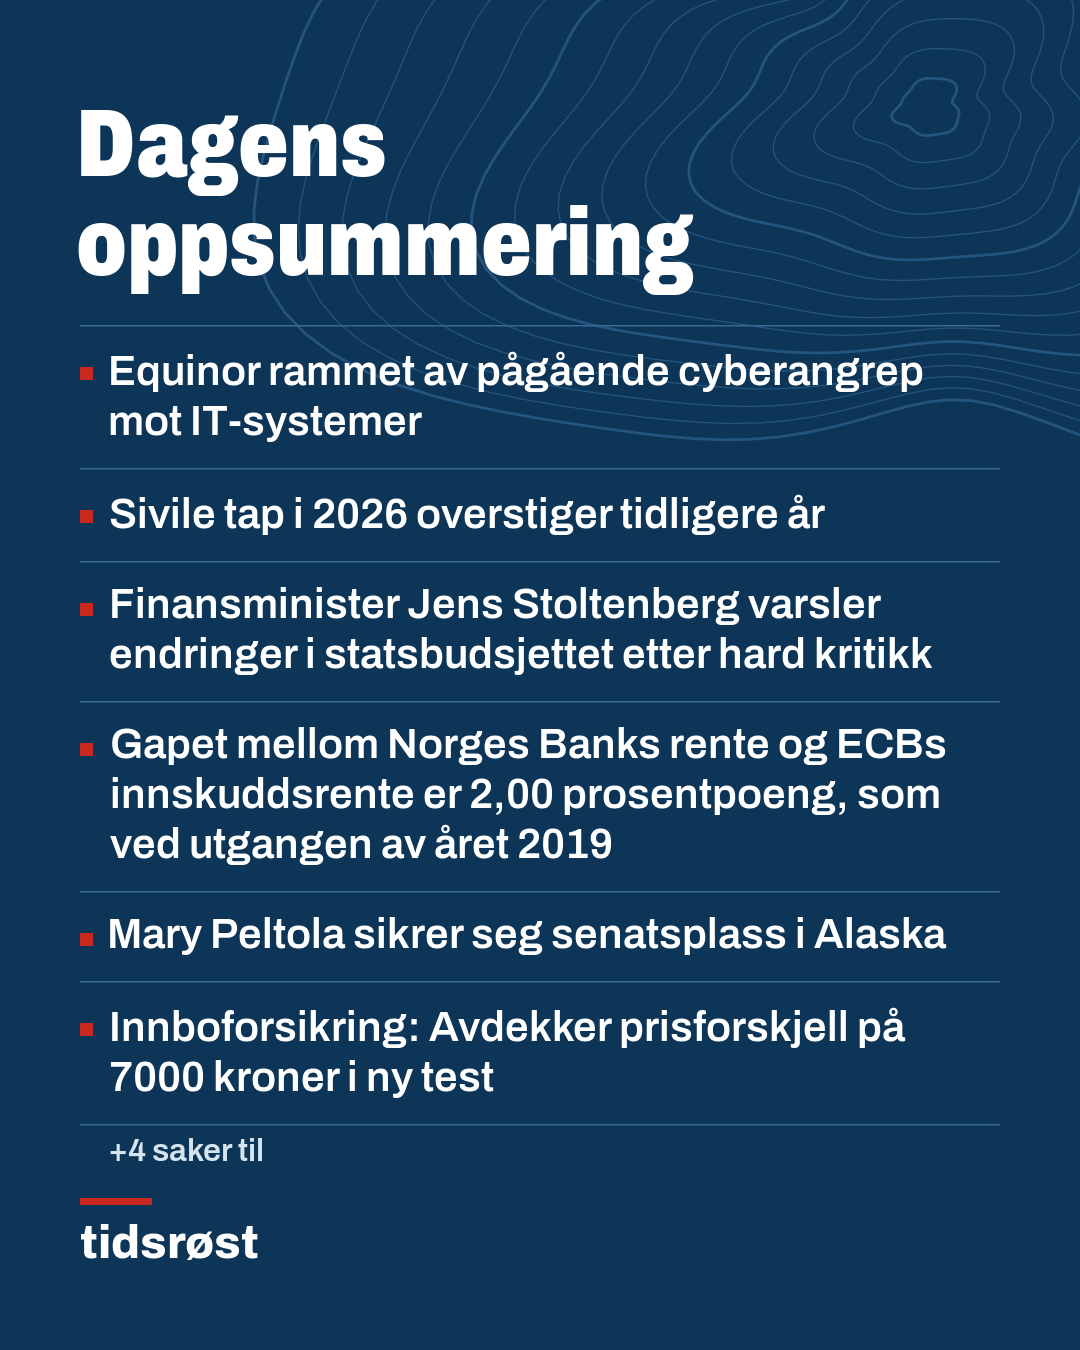 Dagens
oppsummering
Equinor rammet av pågående cyberangrep
mot IT-systemer
Sivile tap i 2026 overstiger tidligere år
Finansminister Jens Stoltenberg varsler
endringer i statsbudsjettet etter hard kritikk
Gapet mellom Norges Banks rente og ECBs
innskuddsrente er 2,00 prosentpoeng, som
ved utgangen av året 2019
Mary Peltola sikrer seg senatsplass i Alaska
Innboforsikring: Avdekker prisforskjell på
7000 kroner i ny test
+4 saker til
tidsrøst